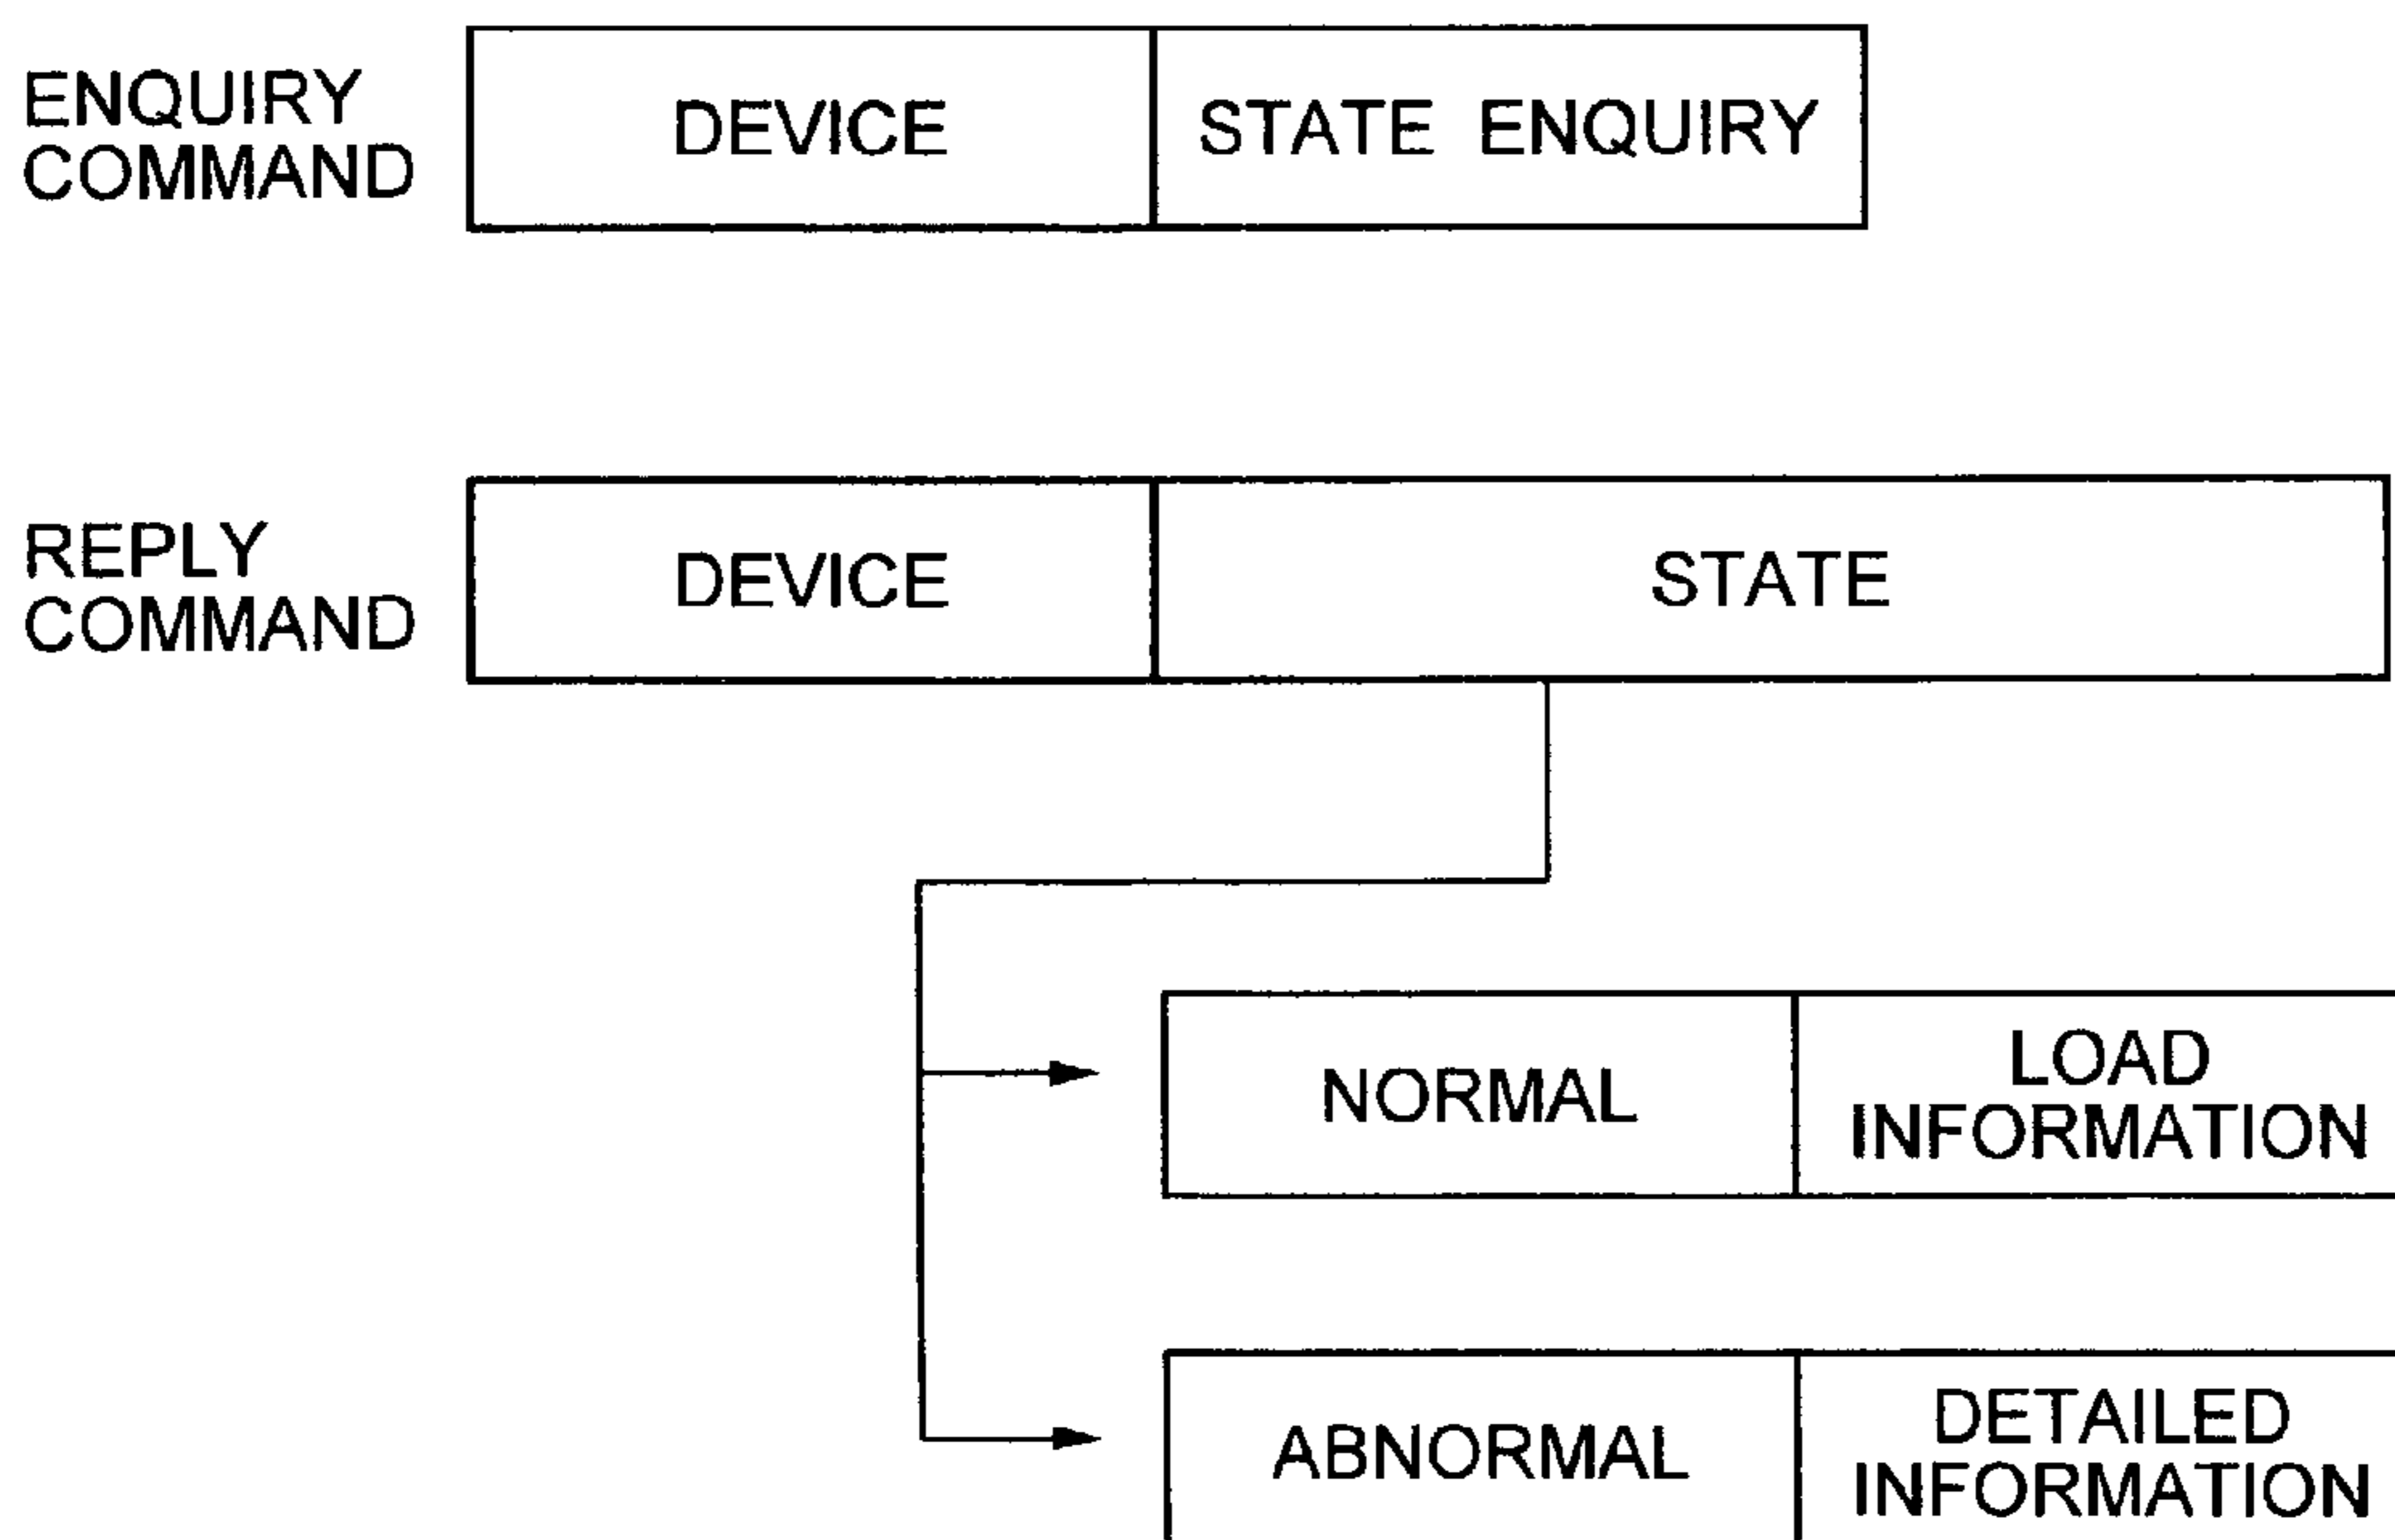 ENQUIRY
COMMAND
DEVICE
STATE ENQUIRY
REPLY
COMMAND
DEVICE
STATE
NORMAL
LOAD
INFORMATION
ABNORMAL
DETAILED
INFORMATION